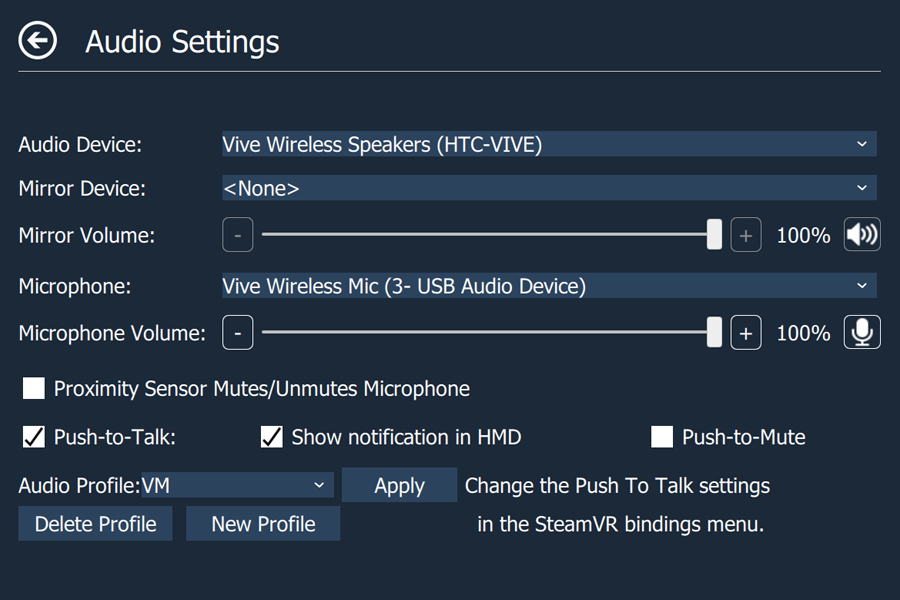 Audio Settings
Audio Device: Vive Wireless Speakers (HTC-VIVE)
Mirror Device: <None>
Mirror Volume: - + 100%
Microphone: Vive Wireless Mic (3- USB Audio Device)
Microphone Volume: - + 100%
Proximity Sensor Mutes/Unmutes Microphone
Push-to-Talk: Show notification in HMD Push-to-Mute
Audio Profile: VM Apply Change the Push To Talk settings
Delete Profile New Profile in the SteamVR bindings menu.